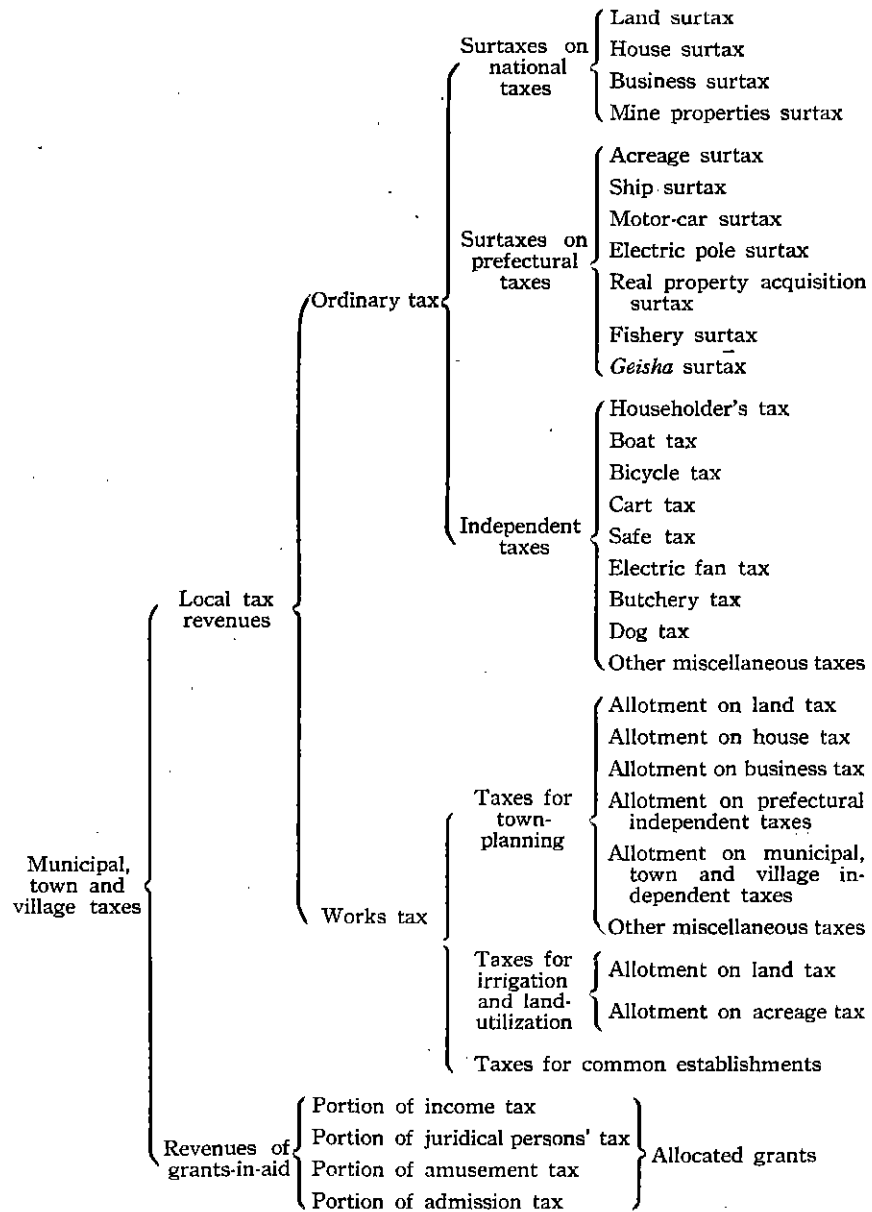 Municipal,
town and
village taxes
Local tax
revenues
Ordinary tax
Surtaxes on
national
taxes
Land surtax
House surtax
Business surtax
Mine properties surtax
Surtaxes on
prefectural
taxes
Acreage surtax
Ship surtax
Motor-car surtax
Electric pole surtax
Real property acquisition
surtax
Fishery surtax
Geisha surtax
Independent
taxes
Householder's tax
Boat tax
Bicycle tax
Cart tax
Safe tax
Electric fan tax
Butchery tax
Dog tax
Other miscellaneous taxes
Works tax
Taxes for
town-
planning
Allotment on land tax
Allotment on house tax
Allotment on business tax
Allotment on prefectural
independent taxes
Allotment on municipal,
town and village in-
dependent taxes
Other miscellaneous taxes
Taxes for
irrigation
and land-
utilization
Allotment on land tax
Allotment on acreage tax
Taxes for common establishments
Revenues of
grants-in-aid
Portion of income tax
Portion of juridical persons' tax
Portion of amusement tax
Portion of admission tax
Allocated grants